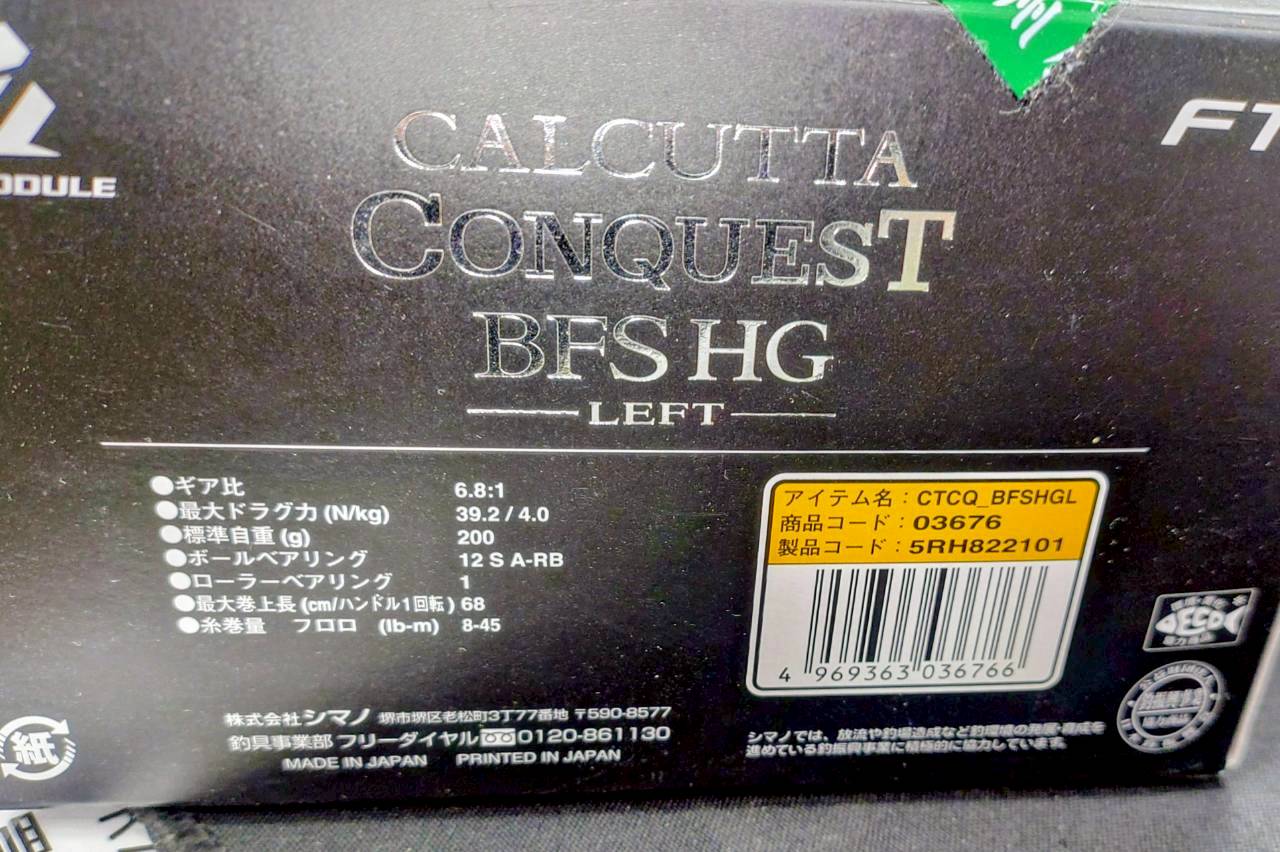 ODULE
FT
CALCUTTA
CONQUEST
BFS HG
LEFT
●ギア比 6.8:1
●最大ドラグ力 (N/kg) 39.2 / 4.0
●標準自重 (g) 200
●ボールベアリング 12 S A-RB
●ローラーベアリング 1
●最大巻上長 (cm/ハンドル1回転) 68
●糸巻量 フロロ (lb-m) 8-45
アイテム名：CTCQ_BFSHGL
商品コード：03676
製品コード：5RH822101
4 969363 036766
株式会社シマノ 堺市堺区老松町3丁77番地 〒590-8577
釣具事業部 フリーダイヤル 0120-861130
MADE IN JAPAN PRINTED IN JAPAN
シマノでは、放流や釣場造成など釣環境の発展・育成を
進めている釣振興事業に積極的に協力しています。
紙
ECO